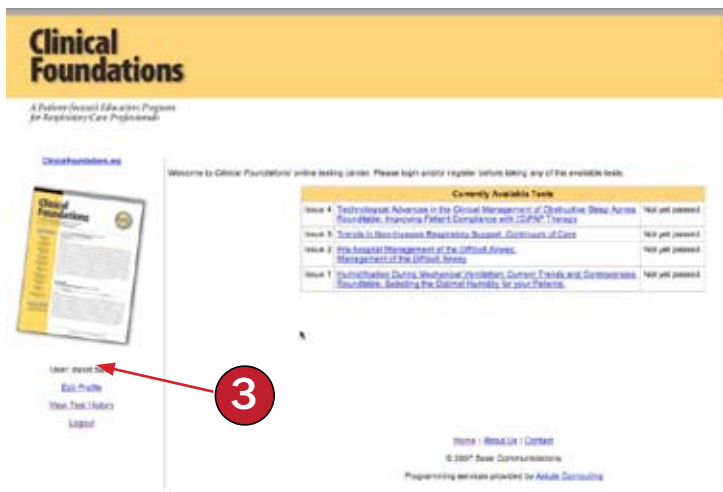 Clinical
Foundations
A Patient-focused Education Program
for Respiratory Care Professionals
Clinicalfoundations.org
Welcome to Clinical Foundations' online testing center. Please login and/or register before taking any of the available tests.
Clinical
Foundations
Currently Available Tests
Issue 4 Technological Advances in the Clinical Management of Obstructive Sleep Apnea Not yet passed
Roundtable, Improving Patient Compliance with Therapy
Issue 3 Trends in Non-Invasive Respiratory Support, Continuum of Care Not yet passed
Issue 2 Pre-hospital Management of the Difficult Airway, Not yet passed
Management of the Difficult Airway
Issue 1 Humidification During Mechanical Ventilation, Current Trends and Controversies Not yet passed
Roundtable, Selecting the Optimal Humidity for your Patients.
User: david
3
Edit Profile
View Test History
Logout
Home | About Us | Contact
© 2007 Saxe Communications
Programming services provided by Astute Computing